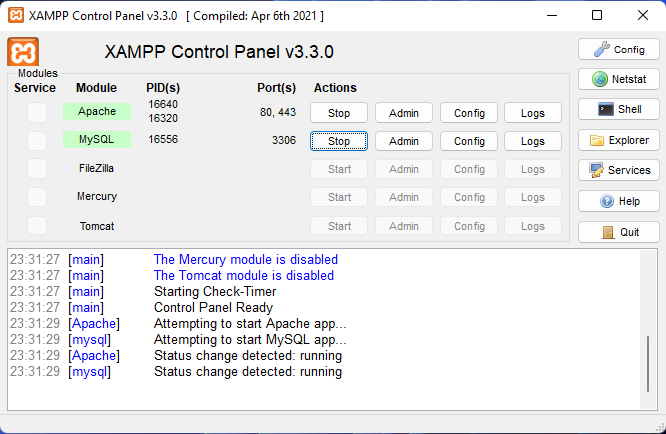 XAMPP Control Panel v3.3.0 [ Compiled: Apr 6th 2021 ]
XAMPP Control Panel v3.3.0
Config
Modules
Service Module PID(s) Port(s) Actions
Netstat
Apache 16640 16320 80, 443 Stop Admin Config Logs
Shell
MySQL 16556 3306 Stop Admin Config Logs
Explorer
FileZilla Start Admin Config Logs
Services
Mercury Start Admin Config Logs
Help
Tomcat Start Admin Config Logs
Quit
23:31:27 [main] The Mercury module is disabled
23:31:27 [main] The Tomcat module is disabled
23:31:27 [main] Starting Check-Timer
23:31:27 [main] Control Panel Ready
23:31:29 [Apache] Attempting to start Apache app...
23:31:29 [mysql] Attempting to start MySQL app...
23:31:29 [Apache] Status change detected: running
23:31:29 [mysql] Status change detected: running